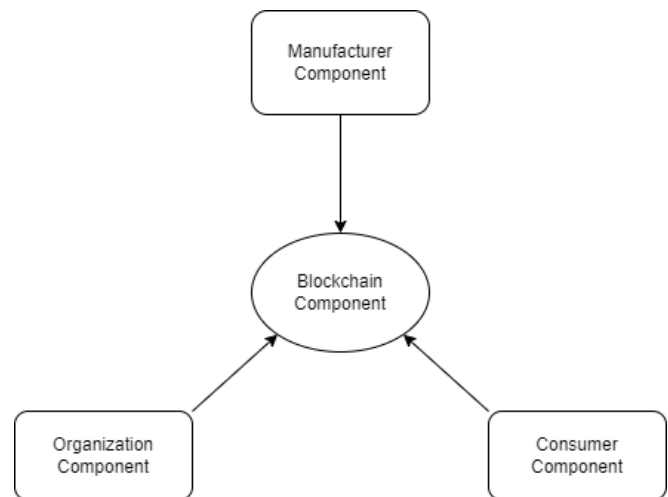 Manufacturer
Component
Blockchain
Component
Organization
Component
Consumer
Component